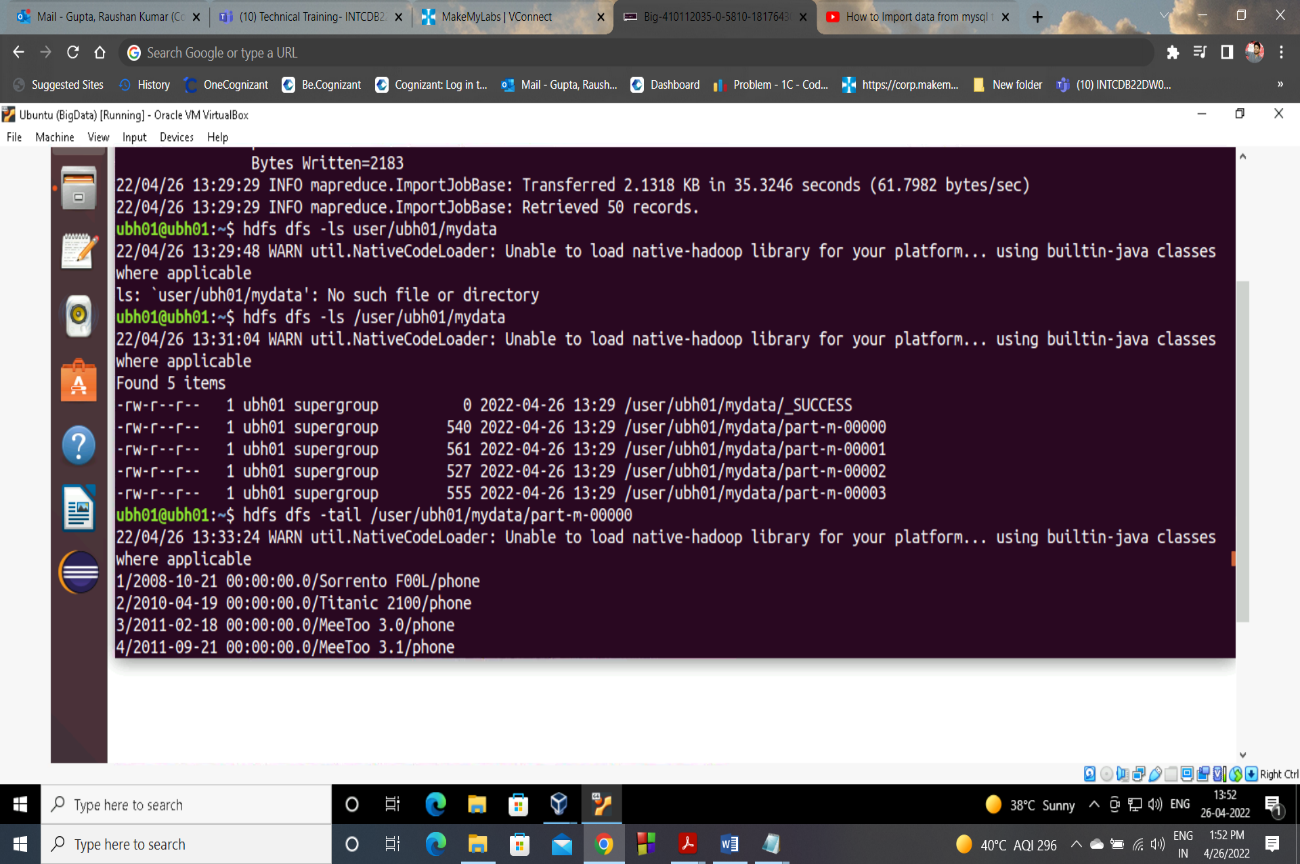 Mail - Gupta, Raushan Kumar (Co
(10) Technical Training- INTCDB2
MakeMyLabs | VConnect
Big-410112035-0-5810-1817643
How to Import data from mysql t
Search Google or type a URL
Suggested Sites
History
OneCognizant
Be.Cognizant
Cognizant: Log in t...
Mail - Gupta, Raush...
Dashboard
Problem - 1C - Cod...
https://corp.makem...
New folder
(10) INTCDB22DW0...
»
Ubuntu (BigData) [Running] - Oracle VM VirtualBox
File Machine View Input Devices Help
Bytes Written=2183
22/04/26 13:29:29 INFO mapreduce.ImportJobBase: Transferred 2.1318 KB in 35.3246 seconds (61.7982 bytes/sec)
22/04/26 13:29:29 INFO mapreduce.ImportJobBase: Retrieved 50 records.
ubh01@ubh01:~$ hdfs dfs -ls user/ubh01/mydata
22/04/26 13:29:48 WARN util.NativeCodeLoader: Unable to load native-hadoop library for your platform... using builtin-java classes
where applicable
ls: `user/ubh01/mydata': No such file or directory
ubh01@ubh01:~$ hdfs dfs -ls /user/ubh01/mydata
22/04/26 13:31:04 WARN util.NativeCodeLoader: Unable to load native-hadoop library for your platform... using builtin-java classes
where applicable
Found 5 items
-rw-r--r-- 1 ubh01 supergroup 0 2022-04-26 13:29 /user/ubh01/mydata/_SUCCESS
-rw-r--r-- 1 ubh01 supergroup 540 2022-04-26 13:29 /user/ubh01/mydata/part-m-00000
-rw-r--r-- 1 ubh01 supergroup 561 2022-04-26 13:29 /user/ubh01/mydata/part-m-00001
-rw-r--r-- 1 ubh01 supergroup 527 2022-04-26 13:29 /user/ubh01/mydata/part-m-00002
-rw-r--r-- 1 ubh01 supergroup 555 2022-04-26 13:29 /user/ubh01/mydata/part-m-00003
ubh01@ubh01:~$ hdfs dfs -tail /user/ubh01/mydata/part-m-00000
22/04/26 13:33:24 WARN util.NativeCodeLoader: Unable to load native-hadoop library for your platform... using builtin-java classes
where applicable
1/2008-10-21 00:00:00.0/Sorrento F00L/phone
2/2010-04-19 00:00:00.0/Titanic 2100/phone
3/2011-02-18 00:00:00.0/MeeToo 3.0/phone
4/2011-09-21 00:00:00.0/MeeToo 3.1/phone
Right Ctrl
Type here to search
38°C Sunny
ENG
13:52
26-04-2022
1
Type here to search
40°C AQI 296
ENG
IN
1:52 PM
4/26/2022